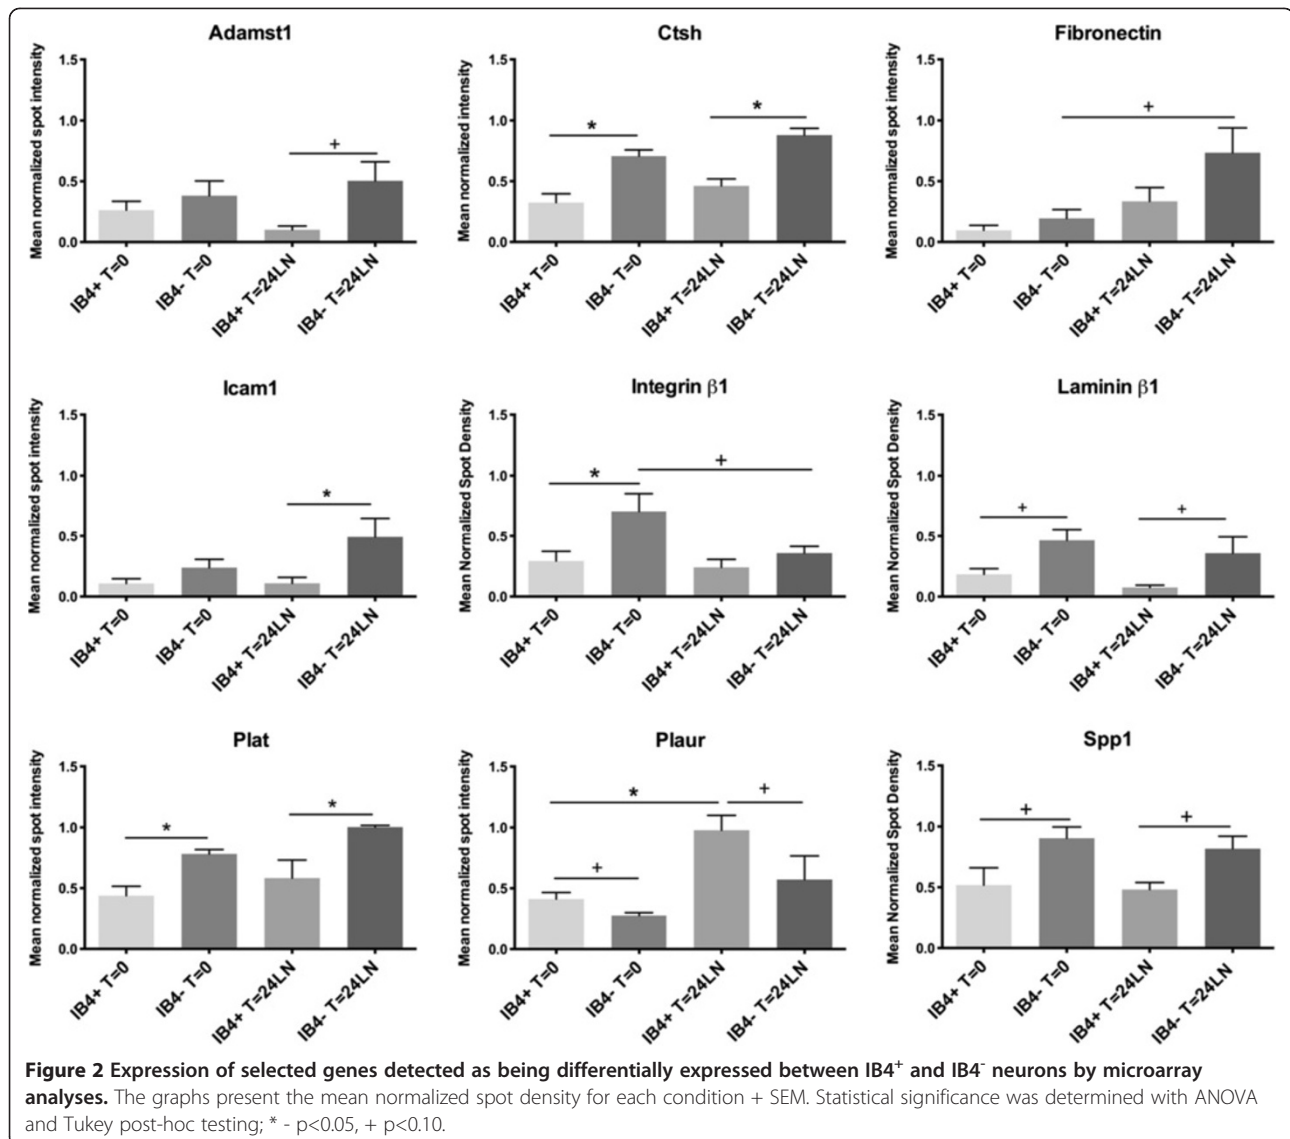 Adamst1
Mean normalized spot intensity
1.5
1.0
0.5
0.0
+
IB4+ T=0
IB4- T=0
IB4+ T=24LN
IB4- T=24LN
Ctsh
Mean normalized intensity
1.5
1.0
0.5
0.0
*
*
IB4+ T=0
IB4- T=0
IB4+ T=24LN
IB4- T=24LN
Fibronectin
Mean normalized spot intensity
1.5
1.0
0.5
0.0
+
IB4+ T=0
IB4- T=0
IB4+ T=24LN
IB4- T=24LN
Icam1
Mean normalized spot intensity
1.5
1.0
0.5
0.0
*
IB4+ T=0
IB4- T=0
IB4+ T=24LN
IB4- T=24LN
Integrin β1
Mean Normalized Spot Density
1.5
1.0
0.5
0.0
*
+
IB4+ T=0
IB4- T=0
IB4+ T=24LN
IB4- T=24LN
Laminin β1
Mean Normalized Spot Density
1.5
1.0
0.5
0.0
+
+
IB4+ T=0
IB4- T=0
IB4+ T=24LN
IB4- T=24LN
Plat
Mean normalized spot intensity
1.5
1.0
0.5
0.0
*
*
IB4+ T=0
IB4- T=0
IB4+ T=24LN
IB4- T=24LN
Plaur
Mean normalized spot intensity
1.5
1.0
0.5
0.0
+
*
+
IB4+ T=0
IB4- T=0
IB4+ T=24LN
IB4- T=24LN
Spp1
Mean Normalized Spot Density
1.5
1.0
0.5
0.0
+
+
IB4+ T=0
IB4- T=0
IB4+ T=24LN
IB4- T=24LN
Figure 2 Expression of selected genes detected as being differentially expressed between IB4⁺ and IB4⁻ neurons by microarray
analyses. The graphs present the mean normalized spot density for each condition + SEM. Statistical significance was determined with ANOVA
and Tukey post-hoc testing; * - p<0.05, + p<0.10.